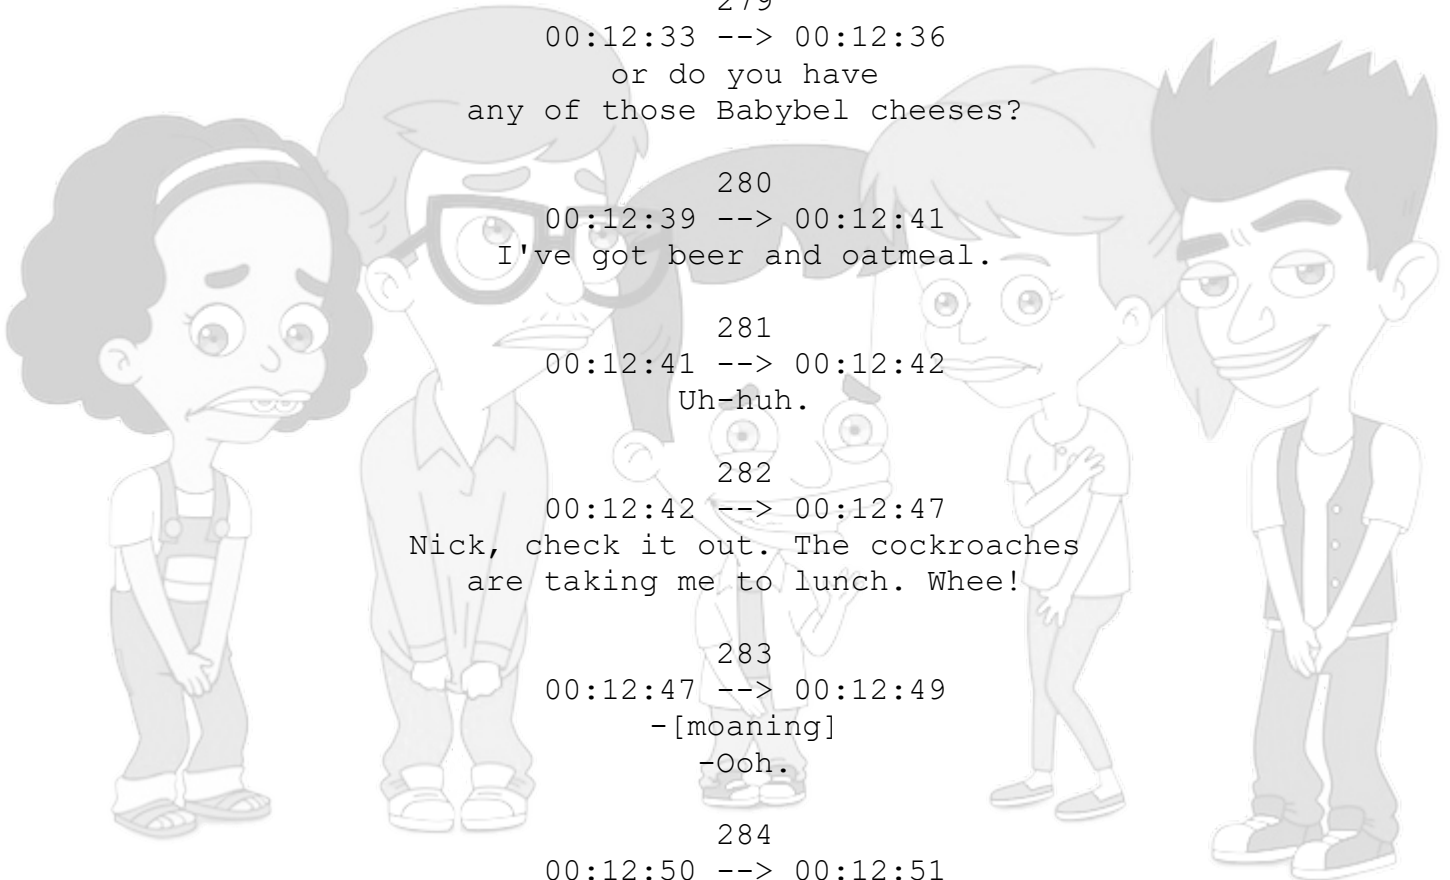 279
00:12:33 --> 00:12:36
or do you have
any of those Babybel cheeses?
280
00:12:39 --> 00:12:41
I've got beer and oatmeal.
281
00:12:41 --> 00:12:42
Uh-huh.
282
00:12:42 --> 00:12:47
Nick, check it out. The cockroaches
are taking me to lunch. Whee!
283
00:12:47 --> 00:12:49
-[moaning]
-Ooh.
284
00:12:50 --> 00:12:51